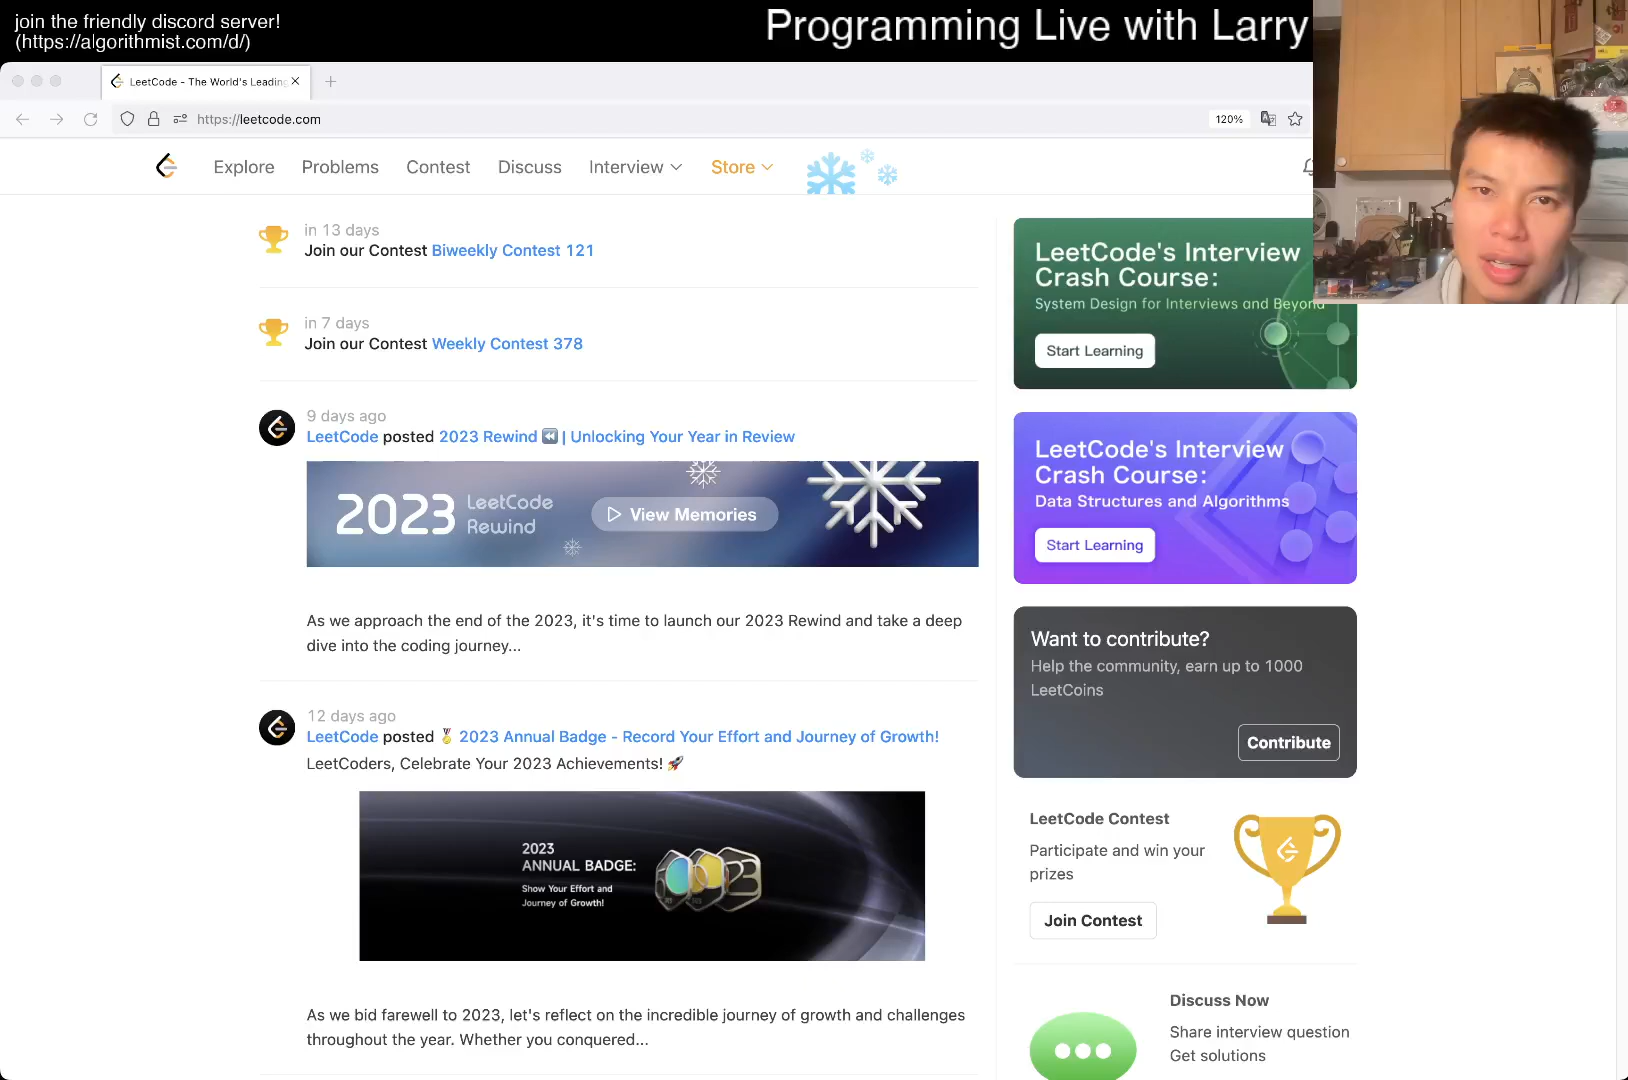 join the friendly discord server!
(https://algorithmist.com/d/)
Programming Live with Larry
LeetCode - The World's Leading
https://leetcode.com
120%
Explore
Problems
Contest
Discuss
Interview
Store
in 13 days
Join our Contest Biweekly Contest 121
in 7 days
Join our Contest Weekly Contest 378
9 days ago
LeetCode posted 2023 Rewind ⏪ | Unlocking Your Year in Review
2023 LeetCode
Rewind
View Memories
As we approach the end of the 2023, it's time to launch our 2023 Rewind and take a deep
dive into the coding journey...
12 days ago
LeetCode posted 🏅 2023 Annual Badge - Record Your Effort and Journey of Growth!
LeetCoders, Celebrate Your 2023 Achievements! 🚀
2023
ANNUAL BADGE:
Show Your Effort and
Journey of Growth!
As we bid farewell to 2023, let's reflect on the incredible journey of growth and challenges
throughout the year. Whether you conquered...
LeetCode's Interview
Crash Course:
System Design for Interviews and Beyond
Start Learning
LeetCode's Interview
Crash Course:
Data Structures and Algorithms
Start Learning
Want to contribute?
Help the community, earn up to 1000
LeetCoins
Contribute
LeetCode Contest
Participate and win your
prizes
Join Contest
Discuss Now
Share interview question
Get solutions